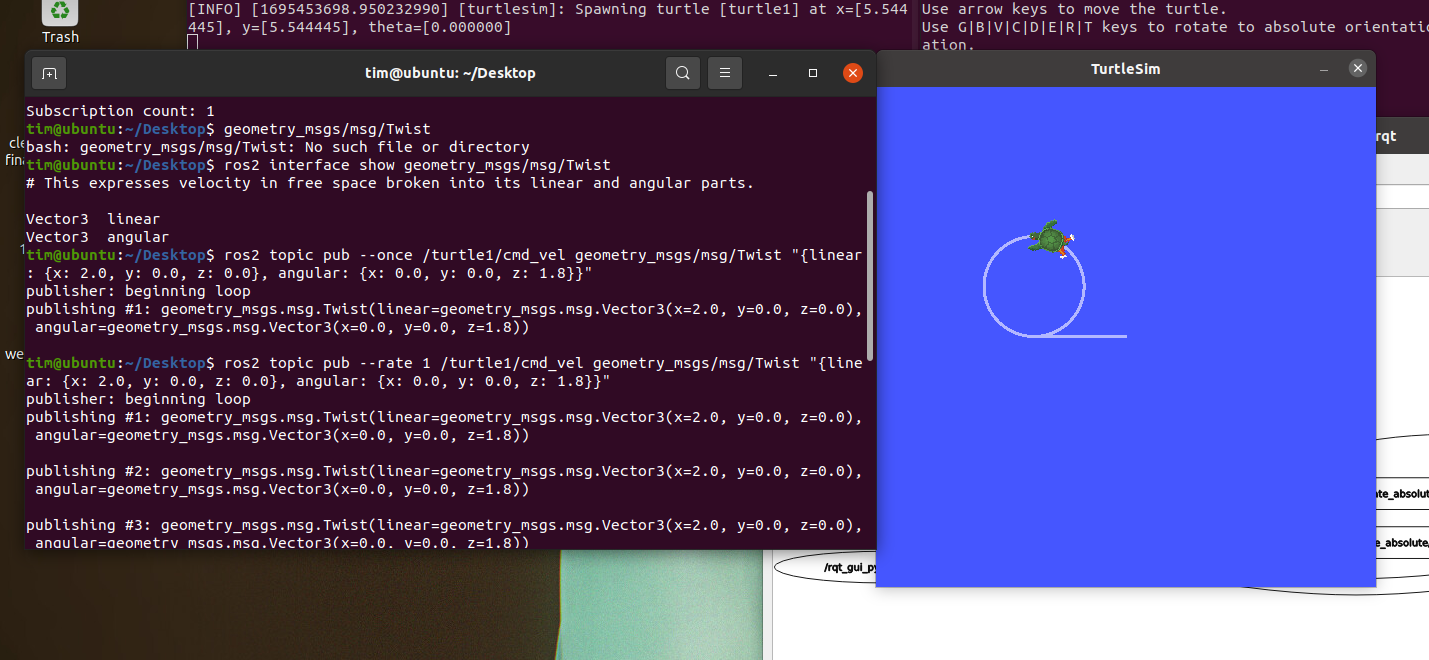 [INFO] [1695453698.950232990] [turtlesim]: Spawning turtle [turtle1] at x=[5.544
445], y=[5.544445], theta=[0.000000]
Use arrow keys to move the turtle.
Use G|B|V|C|D|E|R|T keys to rotate to absolute orientatio
ation.
Trash
tim@ubuntu: ~/Desktop
TurtleSim
rqt
Subscription count: 1
tim@ubuntu:~/Desktop$ geometry_msgs/msg/Twist
bash: geometry_msgs/msg/Twist: No such file or directory
tim@ubuntu:~/Desktop$ ros2 interface show geometry_msgs/msg/Twist
# This expresses velocity in free space broken into its linear and angular parts.
Vector3  linear
Vector3  angular
tim@ubuntu:~/Desktop$ ros2 topic pub --once /turtle1/cmd_vel geometry_msgs/msg/Twist "{linear
: {x: 2.0, y: 0.0, z: 0.0}, angular: {x: 0.0, y: 0.0, z: 1.8}}"
publisher: beginning loop
publishing #1: geometry_msgs.msg.Twist(linear=geometry_msgs.msg.Vector3(x=2.0, y=0.0, z=0.0),
 angular=geometry_msgs.msg.Vector3(x=0.0, y=0.0, z=1.8))
tim@ubuntu:~/Desktop$ ros2 topic pub --rate 1 /turtle1/cmd_vel geometry_msgs/msg/Twist "{line
ar: {x: 2.0, y: 0.0, z: 0.0}, angular: {x: 0.0, y: 0.0, z: 1.8}}"
publisher: beginning loop
publishing #1: geometry_msgs.msg.Twist(linear=geometry_msgs.msg.Vector3(x=2.0, y=0.0, z=0.0),
 angular=geometry_msgs.msg.Vector3(x=0.0, y=0.0, z=1.8))
publishing #2: geometry_msgs.msg.Twist(linear=geometry_msgs.msg.Vector3(x=2.0, y=0.0, z=0.0),
 angular=geometry_msgs.msg.Vector3(x=0.0, y=0.0, z=1.8))
publishing #3: geometry_msgs.msg.Twist(linear=geometry_msgs.msg.Vector3(x=2.0, y=0.0, z=0.0),
 angular=geometry_msgs.msg.Vector3(x=0.0, y=0.0, z=1.8))
cle
fina
1
we
ate_absolut
e_absolute/
/rqt_gui_py